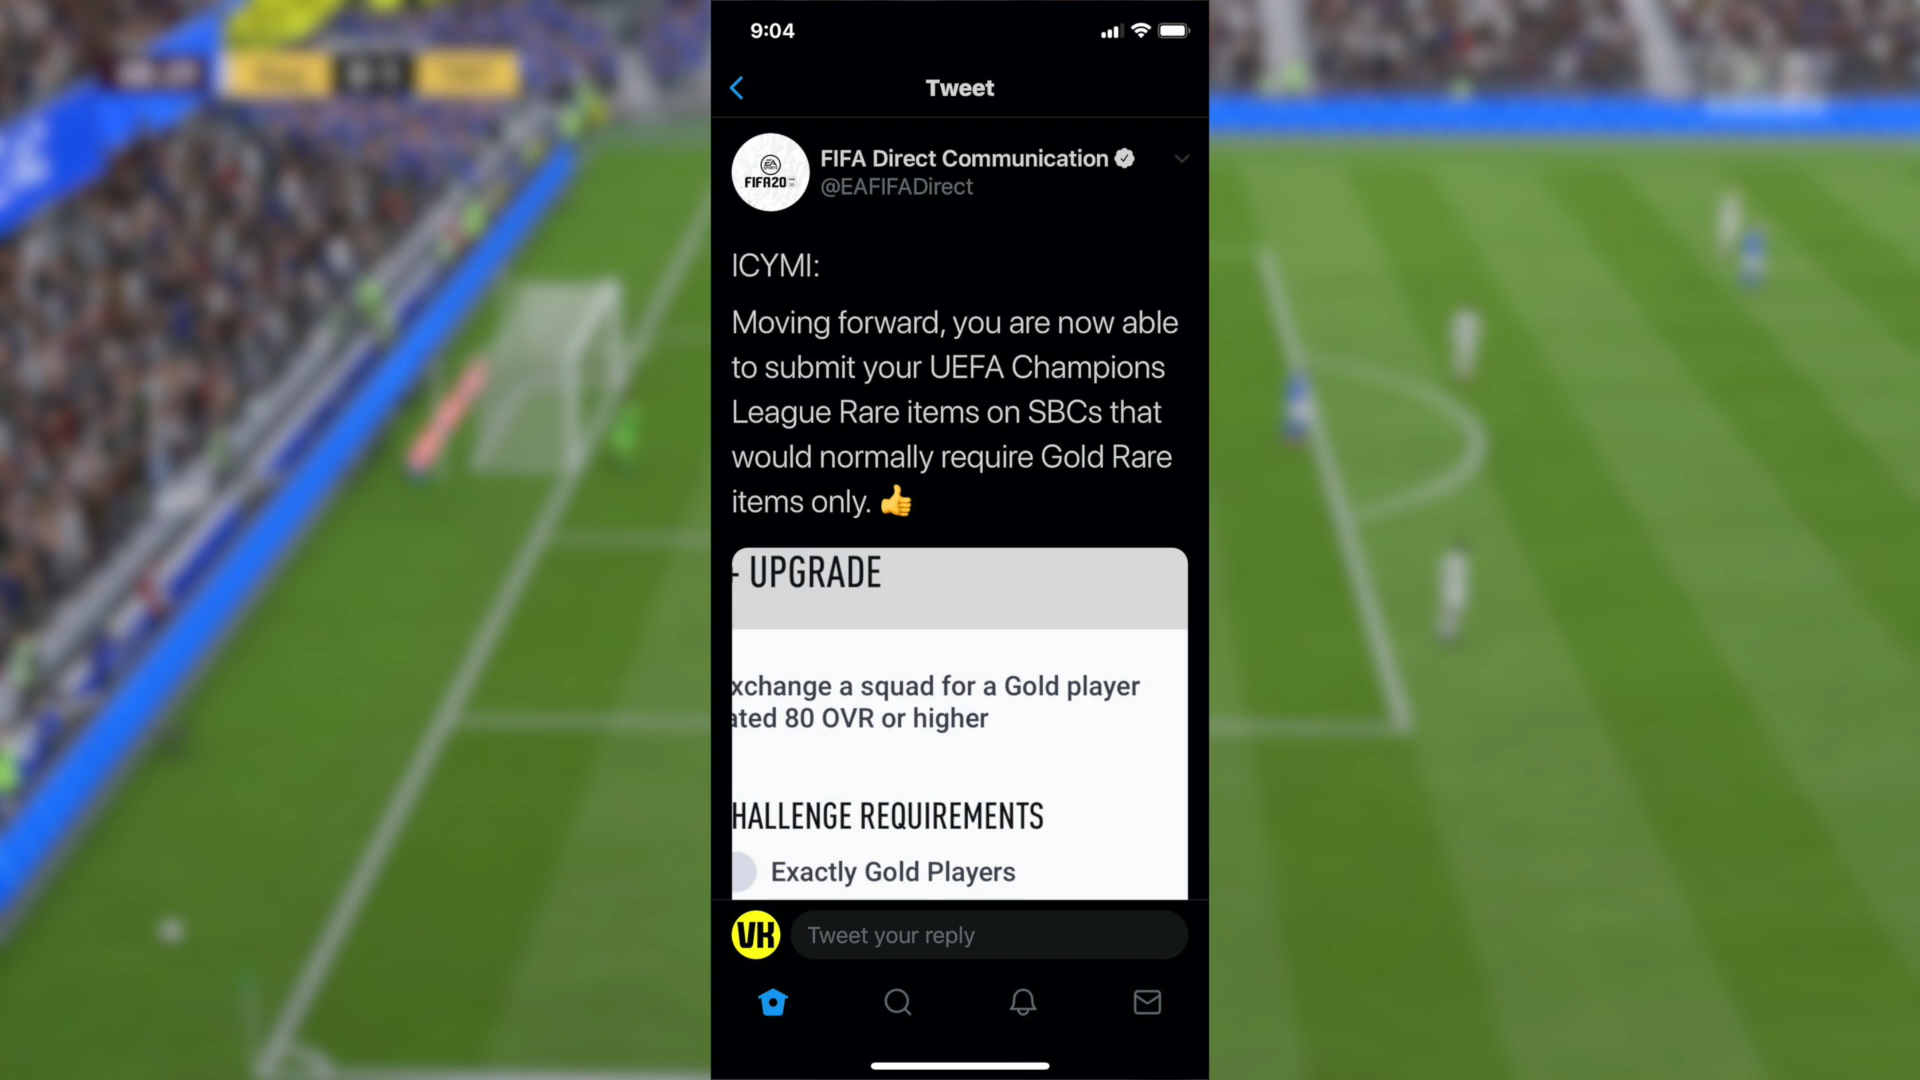 9:04
Tweet
EA
FIFA20
FIFA Direct Communication
@EAFIFADirect
ICYMI:
Moving forward, you are now able
to submit your UEFA Champions
League Rare items on SBCs that
would normally require Gold Rare
items only. 👍
+ UPGRADE
xchange a squad for a Gold player
ated 80 OVR or higher
HALLENGE REQUIREMENTS
Exactly Gold Players
VK
Tweet your reply